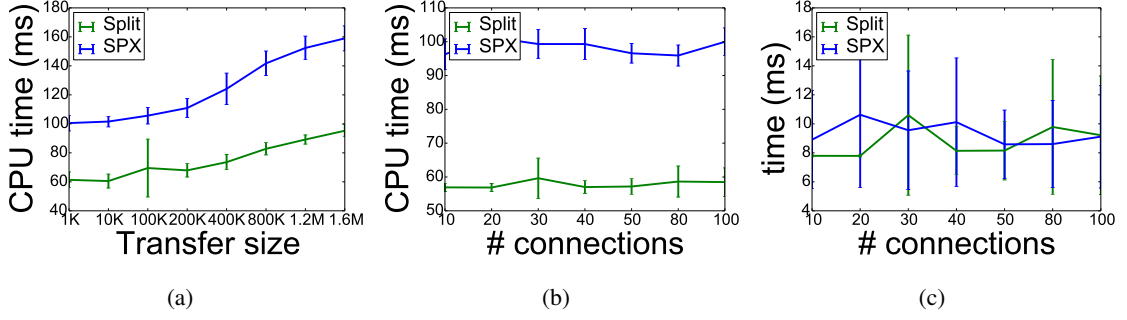 180
160
140
120
100
80
60
40
CPU time (ms)
Split
SPX
1K 10K 100K 200K 400K 800K 1.2M 1.6M
Transfer size
(a)
110
100
90
80
70
60
50
CPU time (ms)
Split
SPX
10 20 30 40 50 80 100
# connections
(b)
18
16
14
12
10
8
6
4
time (ms)
Split
SPX
10 20 30 40 50 80 100
# connections
(c)